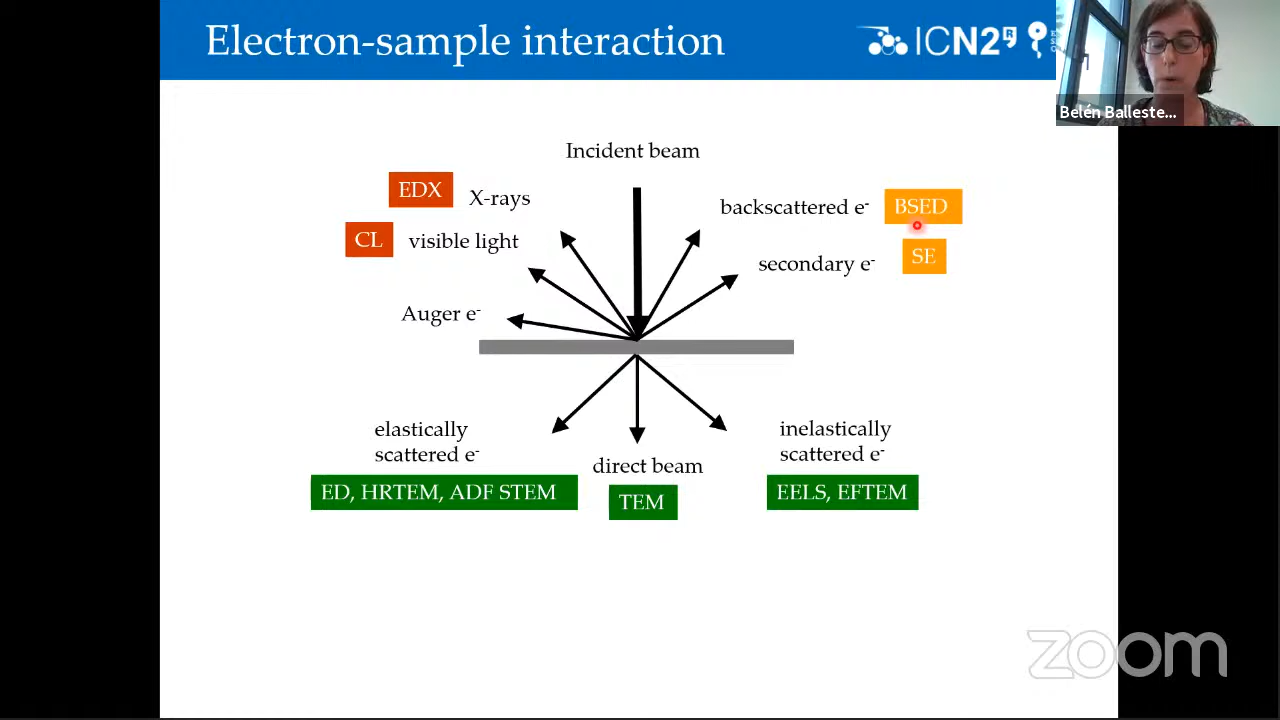 Electron-sample interaction
ICN2
Belén Balleste...
Incident beam
EDX
X-rays
backscattered e-
BSED
CL
visible light
secondary e-
SE
Auger e-
elastically
scattered e-
ED, HRTEM, ADF STEM
direct beam
TEM
inelastically
scattered e-
EELS, EFTEM
zoom